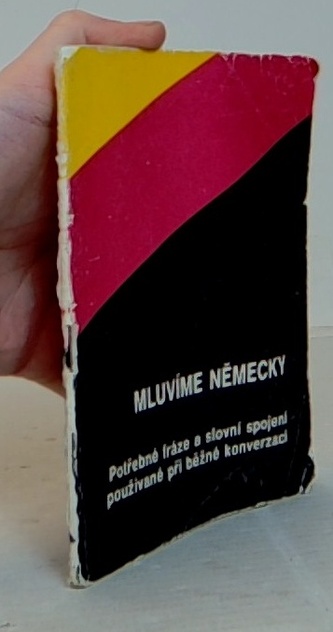 MLUVÍME NĚMECKY
Potřebné fráze a slovní spojení
používané při běžné konverzaci